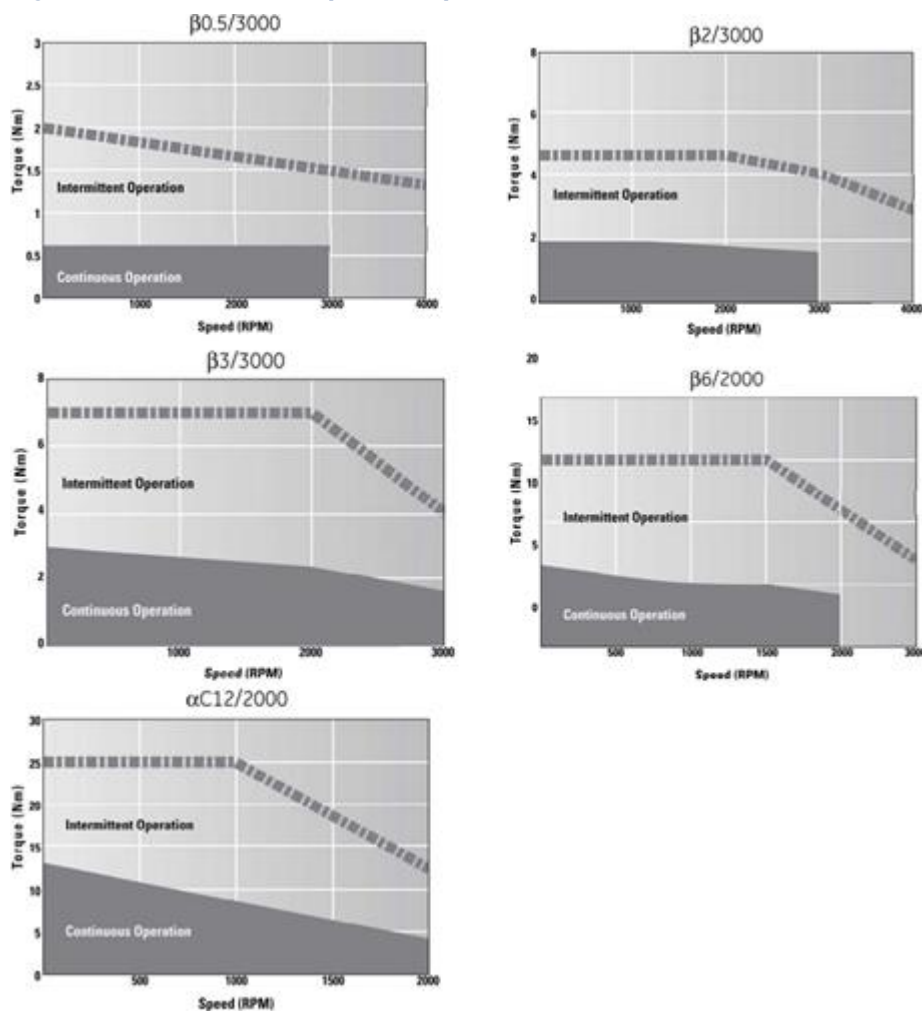 β0.5/3000
3
2.5
2
1.5
1
0.5
0
Torque (Nm)
Intermittent Operation
Continuous Operation
1000 2000 3000 4000
Speed (RPM)
β2/3000
8
6
4
2
0
Torque (Nm)
Intermittent Operation
Continuous Operation
1000 2000 3000 4000
Speed (RPM)
β3/3000
8
6
4
2
0
Torque (Nm)
Intermittent Operation
Continuous Operation
1000 2000 3000
Speed (RPM)
β6/2000
20
15
10
5
0
Torque (Nm)
Intermittent Operation
Continuous Operation
500 1000 1500 2000 3000
Speed (RPM)
αC12/2000
30
25
20
15
10
5
0
Torque (Nm)
Intermittent Operation
Continuous Operation
500 1000 1500 2000
Speed (RPM)